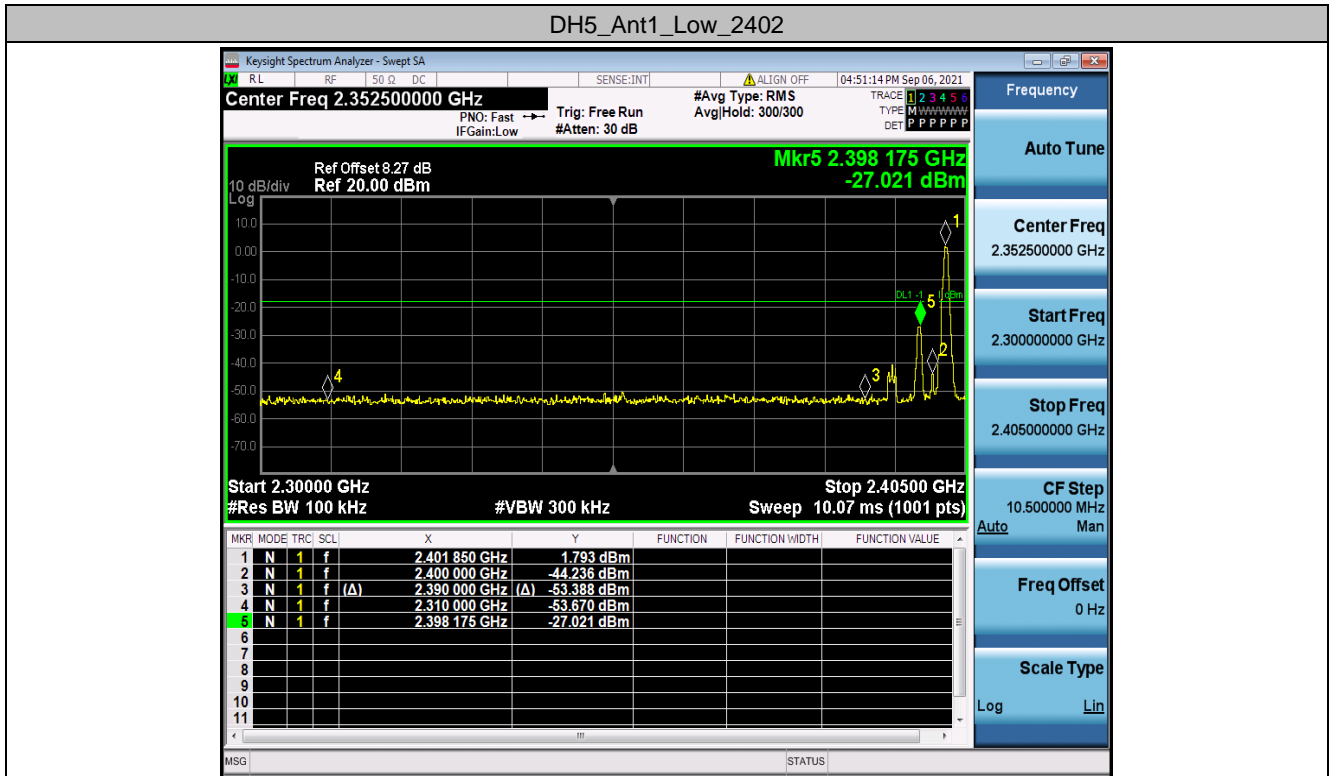 DH5_Ant1_Low_2402
Keysight Spectrum Analyzer - Swept SA
LXI RL RF 50 Ω DC SENSE:INT ALIGN OFF 04:51:14 PM Sep 06, 2021
Center Freq 2.352500000 GHz
#Avg Type: RMS
TRACE 1 2 3 4 5 6
PNO: Fast Trig: Free Run Avg|Hold: 300/300
TYPE M W W W W W
IFGain:Low #Atten: 30 dB
DET P P P P P P
Mkr5 2.398 175 GHz
-27.021 dBm
Ref Offset 8.27 dB
10 dB/div Ref 20.00 dBm
Log
10.0
0.00
-10.0
-20.0
-30.0
-40.0
-50.0
-60.0
-70.0
1
DL1 -1 dBm
5
2
3
4
Start 2.30000 GHz Stop 2.40500 GHz
#Res BW 100 kHz #VBW 300 kHz Sweep 10.07 ms (1001 pts)
MKR MODE TRC SCL X Y FUNCTION FUNCTION WIDTH FUNCTION VALUE
1 N 1 f 2.401 850 GHz 1.793 dBm
2 N 1 f 2.400 000 GHz -44.236 dBm
3 N 1 f (Δ) 2.390 000 GHz (Δ) -53.388 dBm
4 N 1 f 2.310 000 GHz -53.670 dBm
5 N 1 f 2.398 175 GHz -27.021 dBm
6
7
8
9
10
11
MSG STATUS
Frequency
Auto Tune
Center Freq
2.352500000 GHz
Start Freq
2.300000000 GHz
Stop Freq
2.405000000 GHz
CF Step
10.500000 MHz
Auto Man
Freq Offset
0 Hz
Scale Type
Log Lin